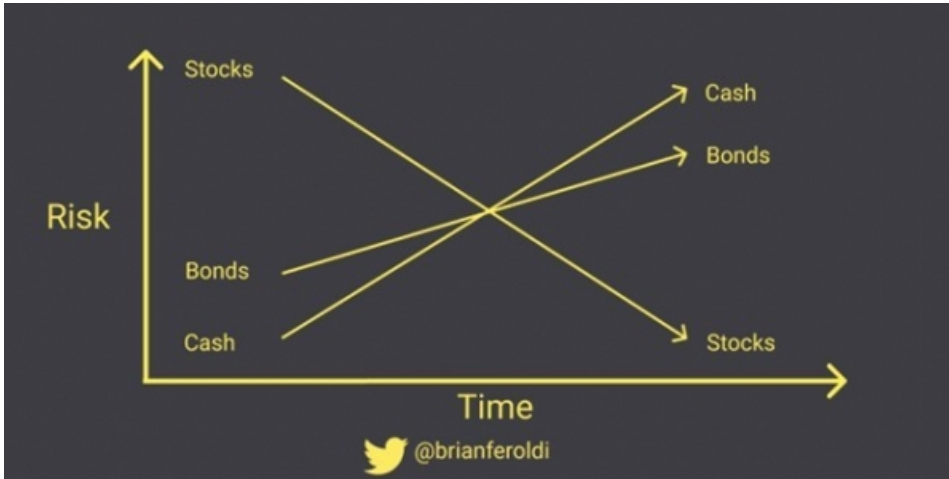 Stocks
Cash
Bonds
Risk
Bonds
Cash
Stocks
Time
@brianferoldi